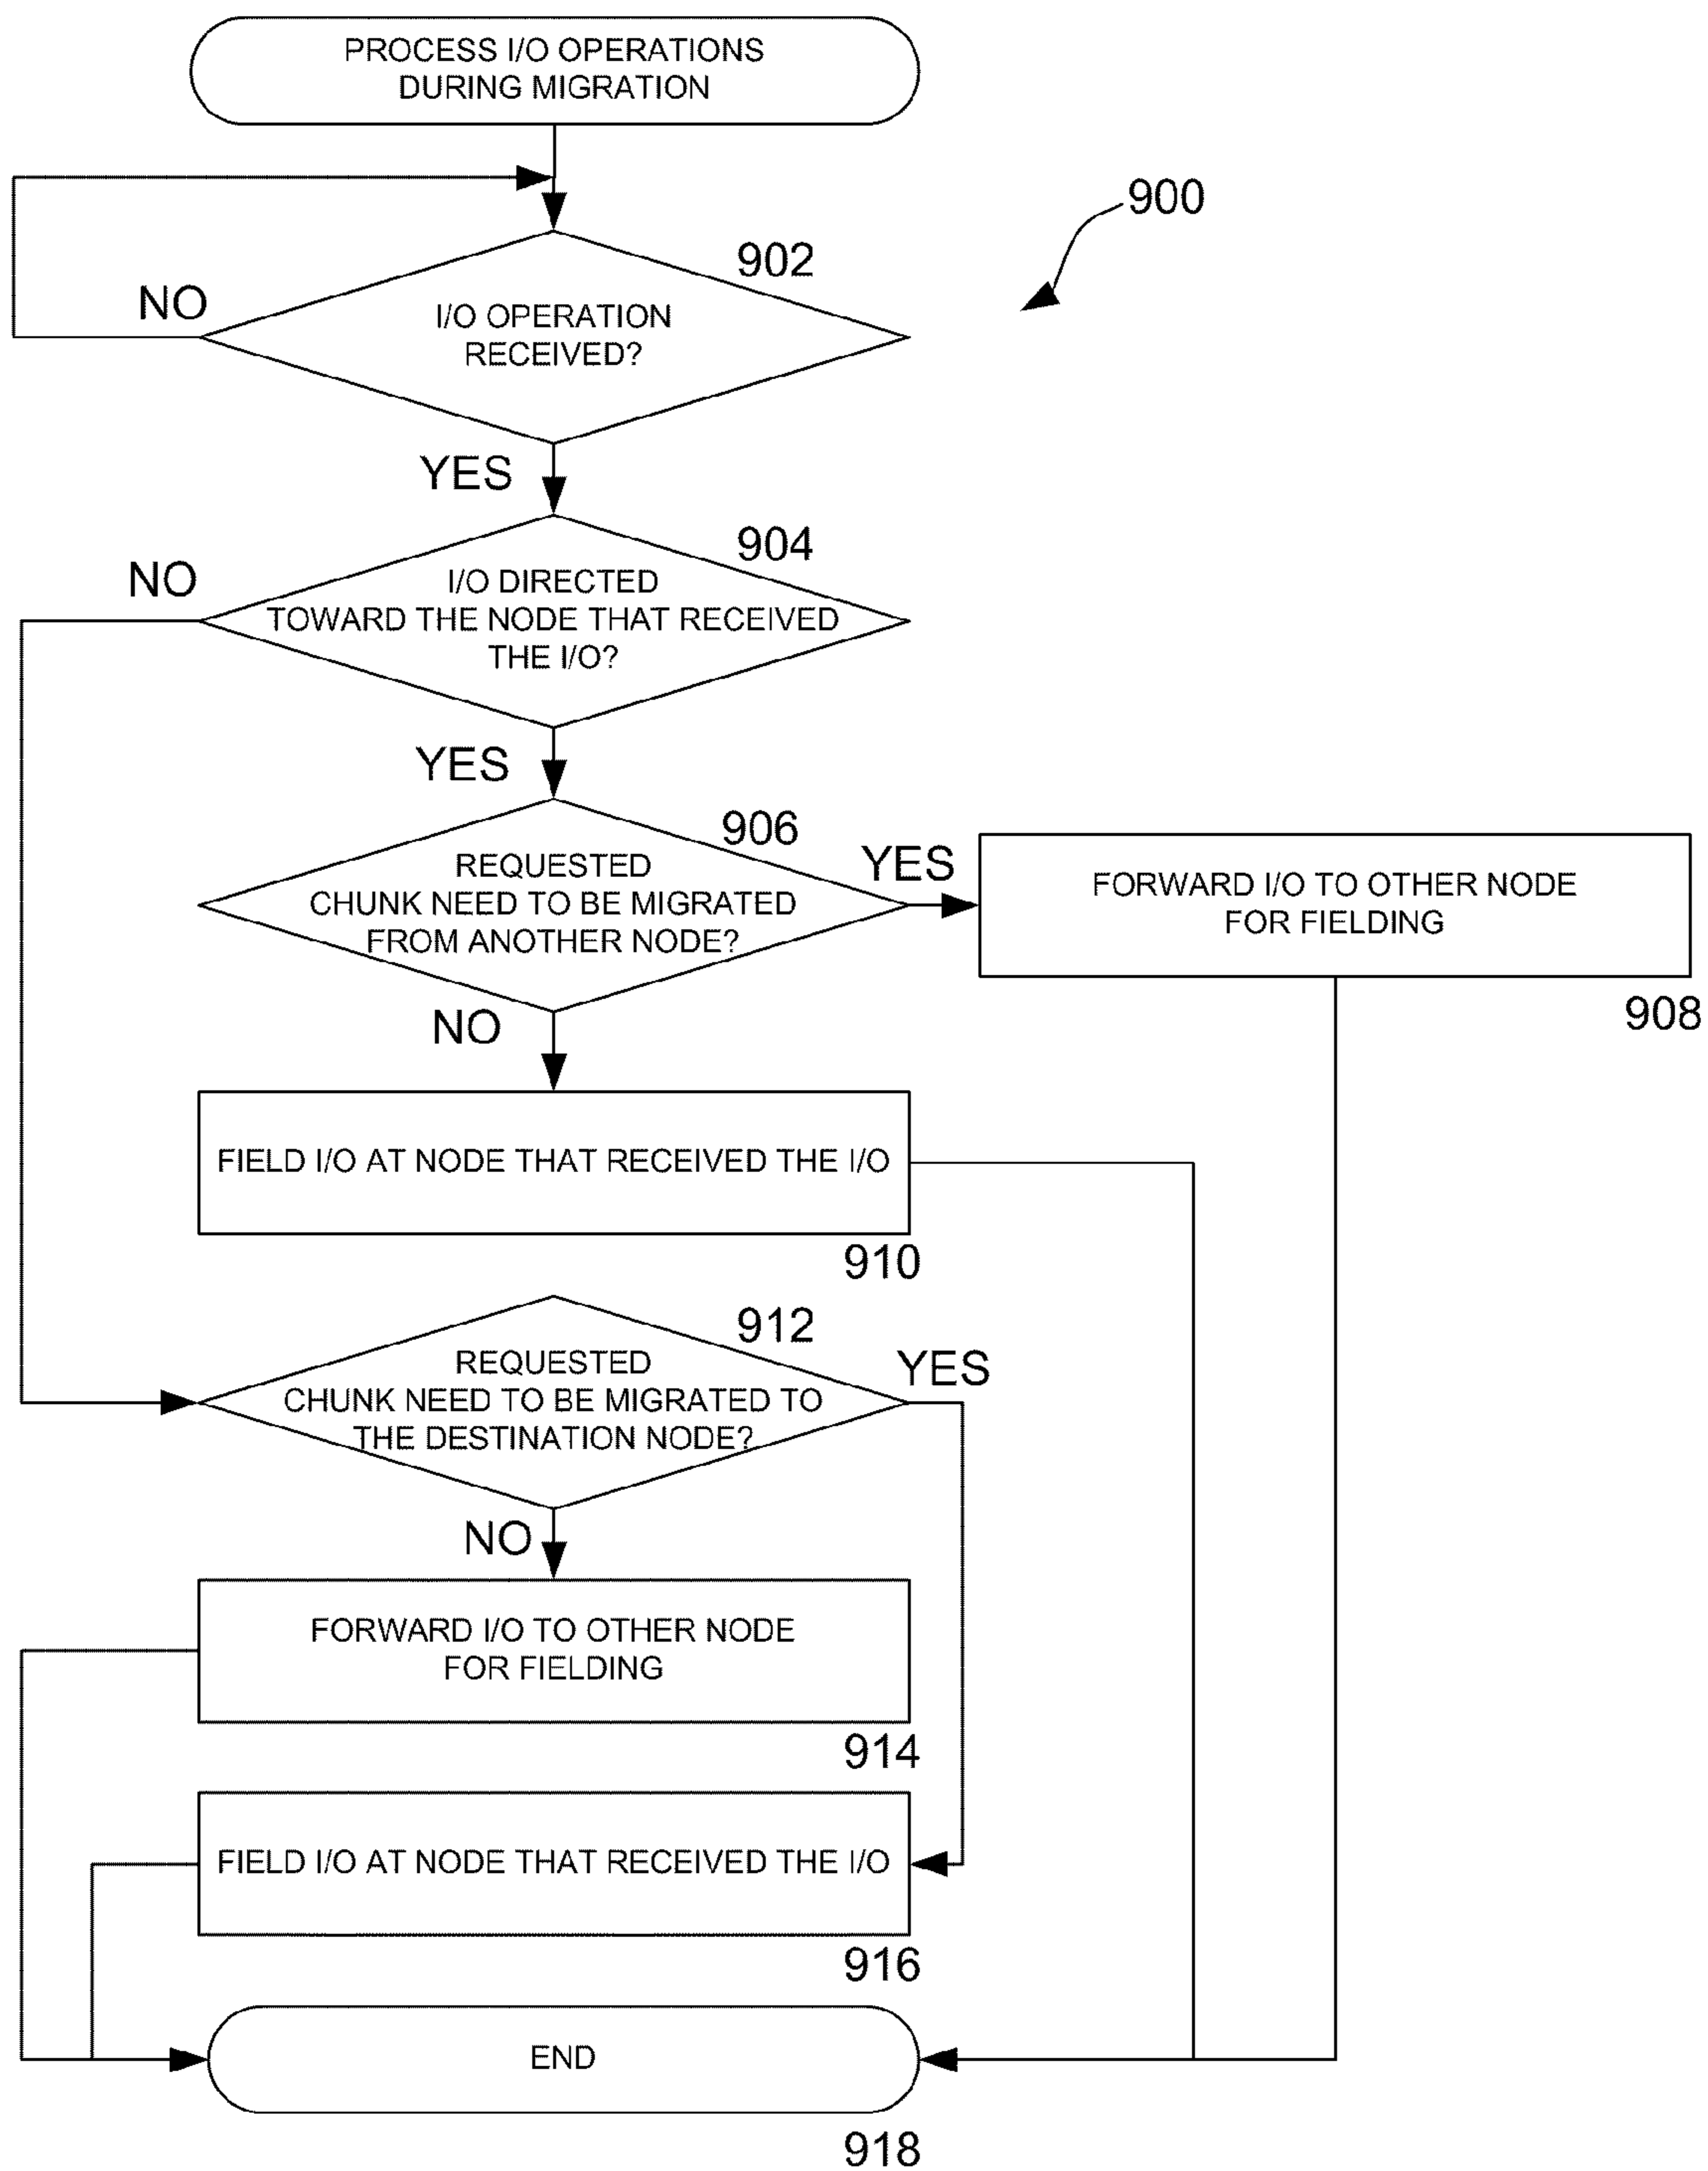 PROCESS I/O OPERATIONS
DURING MIGRATION
900
902
NO
I/O OPERATION
RECEIVED?
YES
904
NO
I/O DIRECTED
TOWARD THE NODE THAT RECEIVED
THE I/O?
YES
906
YES
REQUESTED
CHUNK NEED TO BE MIGRATED
FROM ANOTHER NODE?
FORWARD I/O TO OTHER NODE
FOR FIELDING
908
NO
FIELD I/O AT NODE THAT RECEIVED THE I/O
910
912
YES
REQUESTED
CHUNK NEED TO BE MIGRATED TO
THE DESTINATION NODE?
NO
FORWARD I/O TO OTHER NODE
FOR FIELDING
914
FIELD I/O AT NODE THAT RECEIVED THE I/O
916
END
918